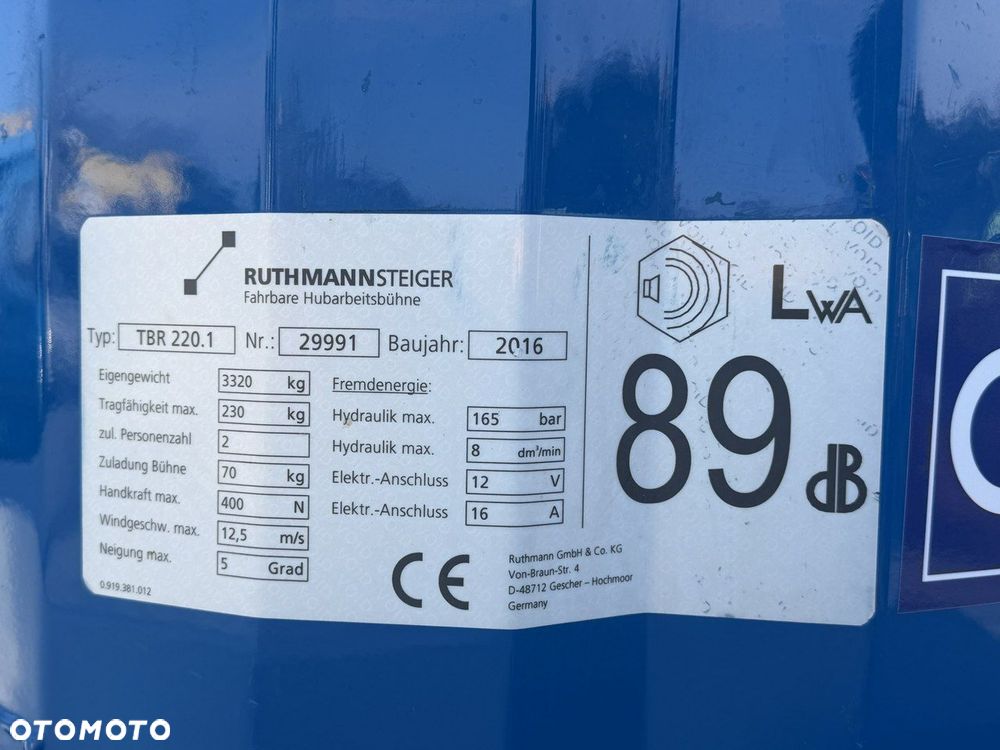 RUTHMANNSTEIGER
Fahrbare Hubarbeitsbühne
Typ: TBR 220.1 Nr.: 29991 Baujahr: 2016
Eigengewicht 3320 kg
Tragfähigkeit max. 230 kg
zul. Personenzahl 2
Zuladung Bühne 70 kg
Handkraft max. 400 N
Windgeschw. max. 12,5 m/s
Neigung max. 5 Grad
0.919.381.012
Fremdenergie:
Hydraulik max. 165 bar
Hydraulik max. 8 dm³/min
Elektr.-Anschluss 12 V
Elektr.-Anschluss 16 A
CE
Ruthmann GmbH & Co. KG
Von-Braun-Str. 4
D-48712 Gescher – Hochmoor
Germany
LWA
89 dB
VOID
VOID
OTOMOTO